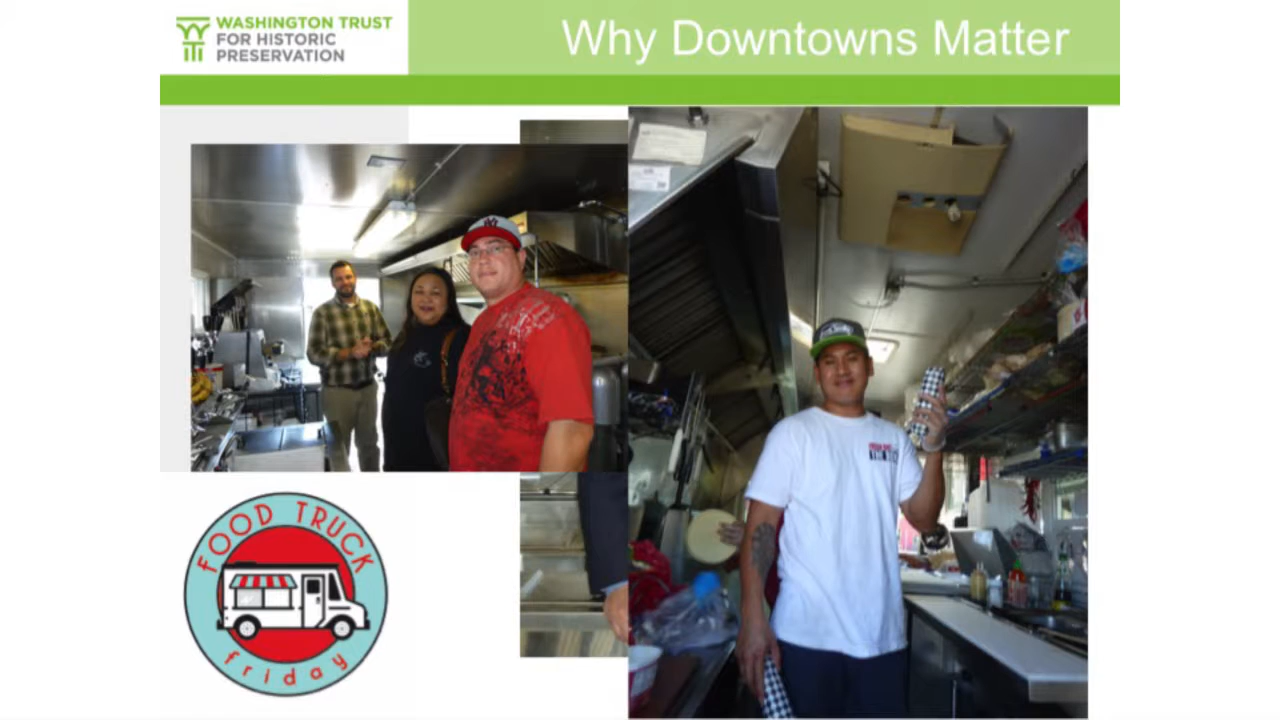 WASHINGTON TRUST
FOR HISTORIC
PRESERVATION
Why Downtowns Matter
FOOD TRUCK
friday